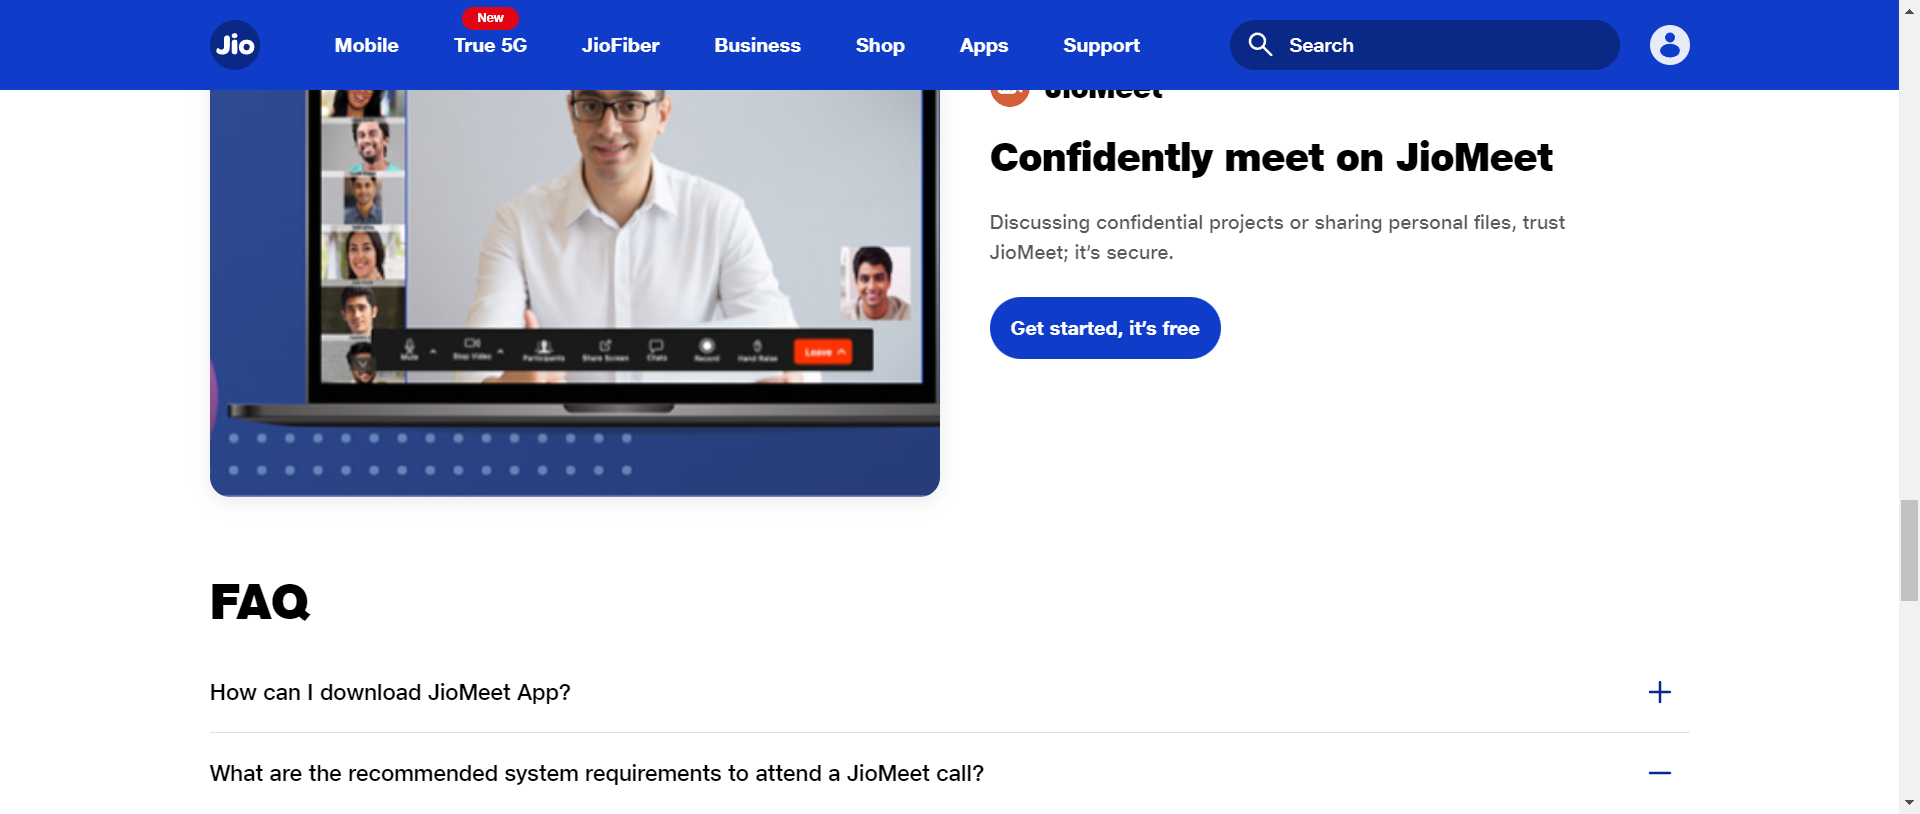 New
Jio
Mobile
True 5G
JioFiber
Business
Shop
Apps
Support
Search
JioMeet
Confidently meet on JioMeet
Discussing confidential projects or sharing personal files, trust
JioMeet; it’s secure.
Get started, it’s free
Mute
Stop Video
Participants
Share Screen
Chats
Record
Hand Raise
Leave
FAQ
How can I download JioMeet App?
What are the recommended system requirements to attend a JioMeet call?